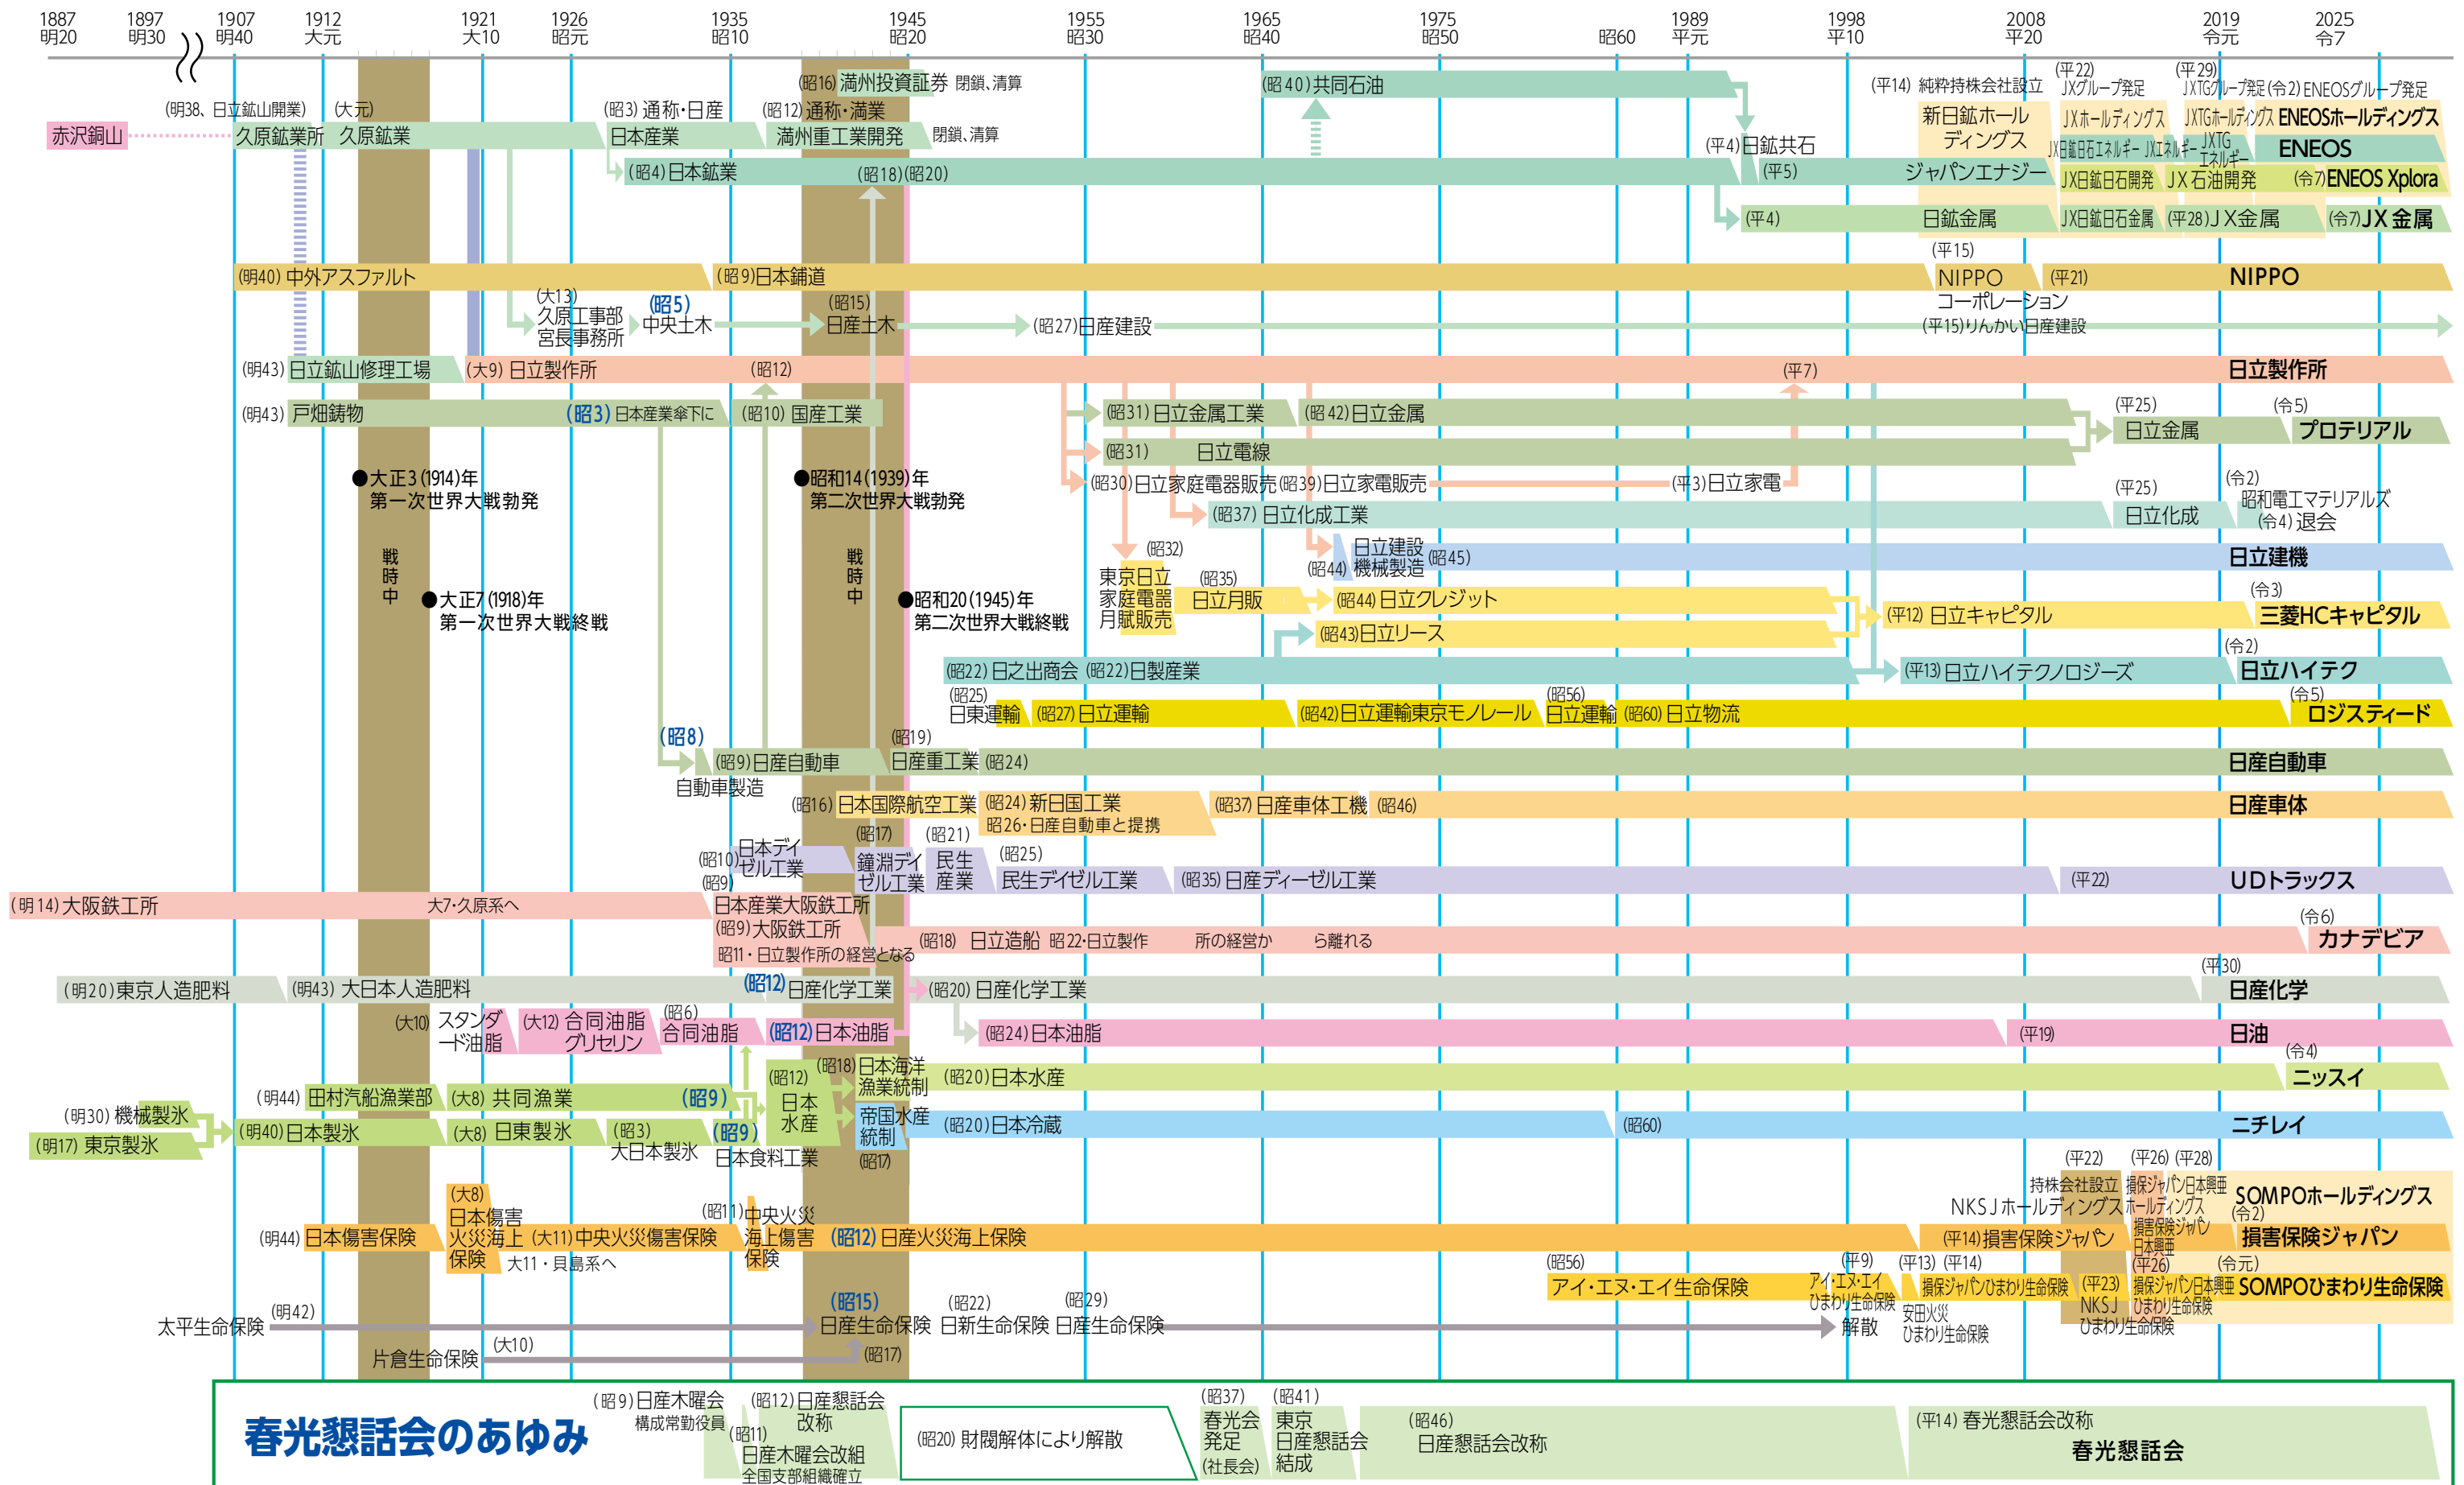 1887 1897 1907 1912 1921 1926 1935 1945 1955 1965 1975 1989 1998 2008 2019 2025
明20 明30 明40 大元 大10 昭元 昭10 昭20 昭30 昭40 昭50 昭60 平元 平10 平20 令元 令7
(昭16) 満州投資証券 閉鎖、清算
(昭40)共同石油
(平14) 純粋持株会社設立
(平22)
JXグループ発足
(平29)
JXTGグループ発足
(令2) ENEOSグループ発足
(明38、日立鉱山開業)
(大元)
(昭3) 通称・日産
(昭12) 通称・満業
赤沢銅山
久原鉱業所
久原鉱業
日本産業
満州重工業開発
閉鎖、清算
新日鉱ホール
ディングス
JXホールディングス
JXTGホールディングス
ENEOSホールディングス
(平4)日鉱共石
JX日鉱日石エネルギー
JXエネルギー
JXTG
エネルギー
ENEOS
(昭4)日本鉱業
(昭18)(昭20)
(平5)
ジャパンエナジー
JX日鉱日石開発
JX石油開発
(令7)ENEOS Xplora
(平4)
日鉱金属
JX日鉱日石金属
(平28)JX金属
(令7)JX金属
(明40) 中外アスファルト
(昭9)日本鋪道
(平15)
NIPPO
コーポレーション
(平21)
NIPPO
(大13)
久原工事部
宮長事務所
(昭5)
中央土木
(昭15)
日産土木
(昭27)日産建設
(平15)りんかい日産建設
(明43) 日立鉱山修理工場
(大9) 日立製作所
(昭12)
(平7)
日立製作所
(明43) 戸畑鋳物
(昭3) 日本産業傘下に
(昭10) 国産工業
(昭31)日立金属工業
(昭42)日立金属
(平25)
日立金属
(令5)
プロテリアル
(昭31)
日立電線
大正3(1914)年
第一次世界大戦勃発
昭和14(1939)年
第二次世界大戦勃発
(昭30)日立家庭電器販売
(昭39)日立家電販売
(平3)日立家電
(昭37) 日立化成工業
(平25)
日立化成
(令2)
昭和電工マテリアルズ
(令4) 退会
戦時中
戦時中
(昭44)
日立建設
機械製造
(昭45)
日立建機
大正7(1918)年
第一次世界大戦終戦
昭和20(1945)年
第二次世界大戦終戦
(昭32)
東京日立
家庭電器
月賦販売
(昭35)
日立月販
(昭44)日立クレジット
(平12) 日立キャピタル
(令3)
三菱HCキャピタル
(昭43)日立リース
(昭22)日之出商会
(昭22)日製産業
(平13)日立ハイテクノロジーズ
(令2)
日立ハイテク
(昭25)
日東運輸
(昭27)日立運輸
(昭42)日立運輸東京モノレール
(昭56)
日立運輸
(昭60)日立物流
(令5)
ロジスティード
(昭8)
自動車製造
(昭9)日産自動車
(昭19)
日産重工業
(昭24)
日産自動車
(昭16) 日本国際航空工業
(昭24)新日国工業
昭26・日産自動車と提携
(昭37)日産車体工機
(昭46)
日産車体
(昭10)
日本デイ
ゼル工業
(昭17)
鐘淵デイ
ゼル工業
(昭21)
民生
産業
(昭25)
民生デイゼル工業
(昭35)日産ディーゼル工業
(平22)
UDトラックス
(明14)大阪鉄工所
大7・久原系へ
(昭9)
日本産業大阪鉄工所
(昭9)大阪鉄工所
昭11・日立製作所の経営となる
(昭18) 日立造船
昭22・日立製作所の経営から離れる
(令6)
カナデビア
(明20)東京人造肥料
(明43) 大日本人造肥料
(昭12)
日産化学工業
(昭20)日産化学工業
(平30)
日産化学
(大10)
スタンダ
ード油脂
(大12) 合同油脂
グリセリン
(昭6)
合同油脂
(昭12)日本油脂
(昭24)日本油脂
(平19)
日油
(明44) 田村汽船漁業部
(大8) 共同漁業
(昭9)
(昭12)
日本
水産
(昭18)
日本海洋
漁業統制
(昭20)日本水産
(令4)
ニッスイ
(明30) 機械製氷
(明17) 東京製氷
(明40)日本製氷
(大8) 日東製氷
(昭3)
大日本製氷
(昭9)
日本食料工業
帝国水産
統制
(昭17)
(昭20)日本冷蔵
(昭60)
ニチレイ
(明44) 日本傷害保険
(大8)
日本傷害
火災海上
保険
(大11)中央火災傷害保険
大11・貝島系へ
(昭11)
中央火災
海上傷害
保険
(昭12)日産火災海上保険
(平14)損害保険ジャパン
(平22)
持株会社設立
NKSJホールディングス
(平26)
(平28)
損保ジャパン日本興亜
ホールディングス
損害保険ジャパン
日本興亜
SOMPOホールディングス
(令2)
損害保険ジャパン
(昭56)
アイ・エヌ・エイ生命保険
(平9)
アイ・エヌ・エイ
ひまわり生命保険
(平13)
安田火災
ひまわり生命保険
(平14)
損保ジャパンひまわり生命保険
(平23)
NKSJ
ひまわり生命保険
(平26)
損保ジャパン日本興亜
ひまわり生命保険
(令元)
SOMPOひまわり生命保険
太平生命保険
(明42)
(昭15)
日産生命保険
(昭22)
日新生命保険
(昭29)
日産生命保険
解散
片倉生命保険
(大10)
(昭17)
春光懇話会のあゆみ
(昭9)日産木曜会
構成常勤役員
(昭11)
日産木曜会改組
全国支部組織確立
(昭12)日産懇話会
改称
(昭20) 財閥解体により解散
(昭37)
春光会
発足
(社長会)
(昭41)
東京
日産懇話会
結成
(昭46)
日産懇話会改称
(平14) 春光懇話会改称
春光懇話会